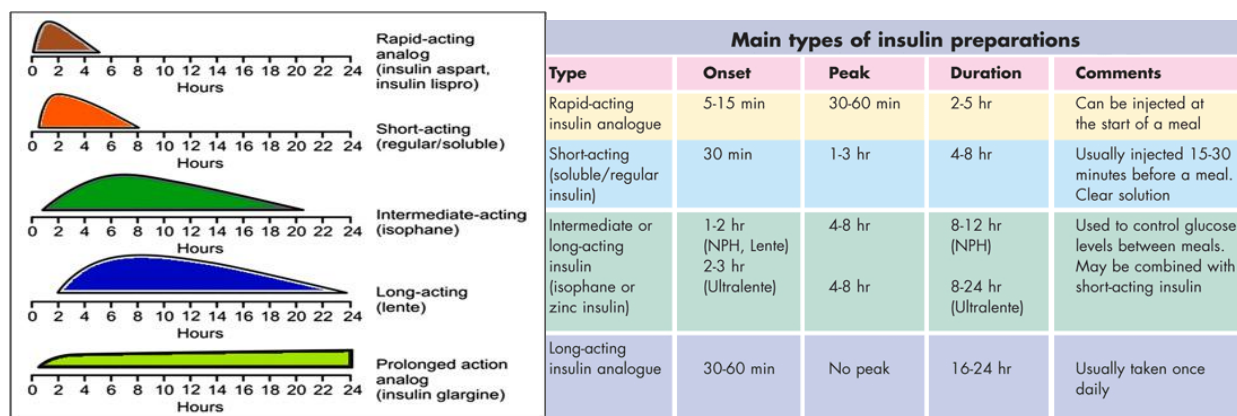 Rapid-acting
analog
(insulin aspart,
insulin lispro)
0 2 4 6 8 10 12 14 16 18 20 22 24
Hours
Short-acting
(regular/soluble)
0 2 4 6 8 10 12 14 16 18 20 22 24
Hours
Intermediate-acting
(isophane)
0 2 4 6 8 10 12 14 16 18 20 22 24
Hours
Long-acting
(lente)
0 2 4 6 8 10 12 14 16 18 20 22 24
Hours
Prolonged action
analog
(insulin glargine)
0 2 4 6 8 10 12 14 16 18 20 22 24
Hours
Main types of insulin preparations
Type Onset Peak Duration Comments
Rapid-acting 5-15 min 30-60 min 2-5 hr Can be injected at
insulin analogue the start of a meal
Short-acting 30 min 1-3 hr 4-8 hr Usually injected 15-30
(soluble/regular minutes before a meal.
insulin) Clear solution
Intermediate or 1-2 hr 4-8 hr 8-12 hr Used to control glucose
long-acting (NPH, Lente) (NPH) levels between meals.
insulin 2-3 hr May be combined with
(isophane or (Ultralente) 4-8 hr 8-24 hr short-acting insulin
zinc insulin) (Ultralente)
Long-acting
insulin analogue 30-60 min No peak 16-24 hr Usually taken once
daily